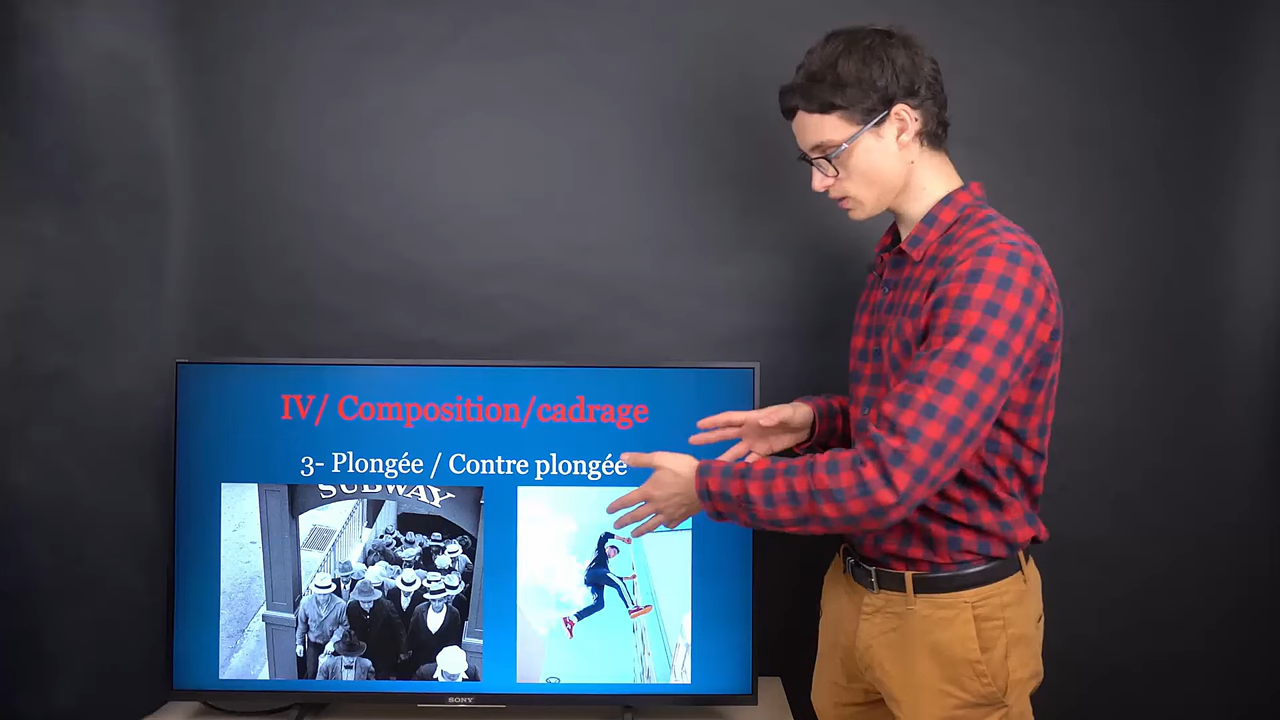 IV/ Composition/cadrage
3- Plongée / Contre plongée
SUBWAY
SONY